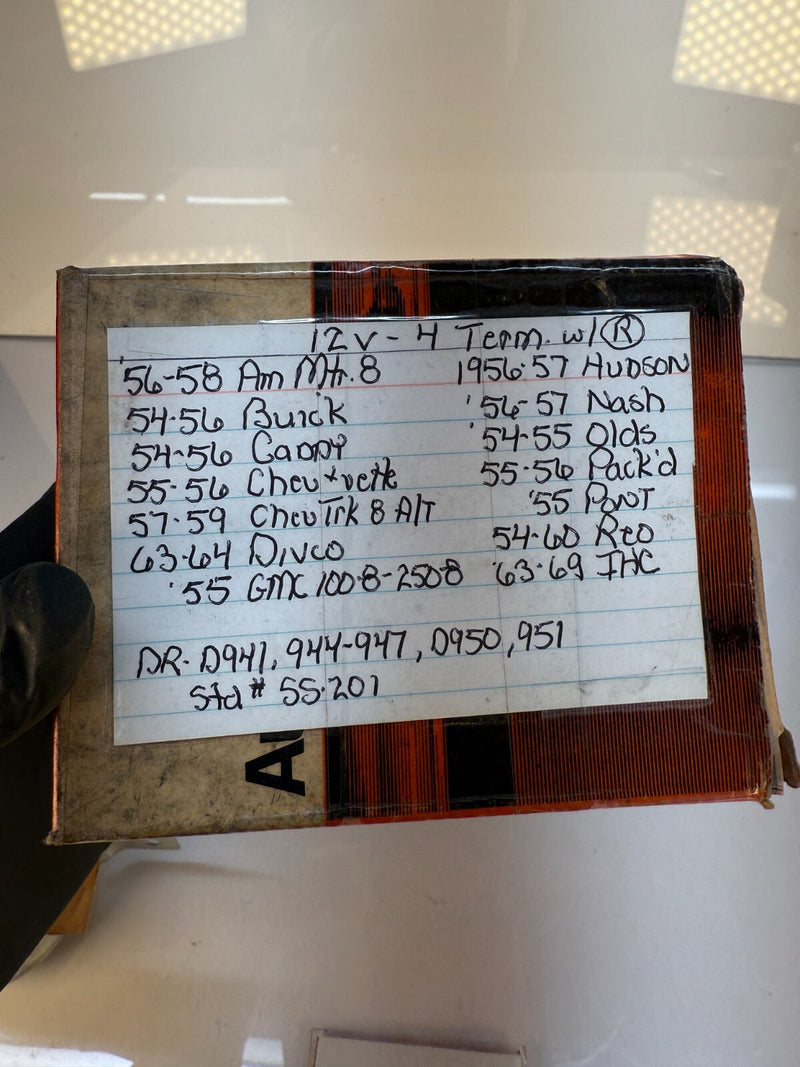 12V - 4 Term. w/ Ⓡ
'56-58 Am Mtr. 8 1956-57 HUDSON
54-56 Buick '56-57 Nash
54-56 Caddy '54-55 Olds
55-56 Chev + vette 55-56 Pack'd
57-59 Chev Trk 8 A/T '55 PONT
63-64 DIVCO 54-60 Reo
'55 GMC 100-8-250-8 '63-69 IHC
DR- D941, 944-947, D950, 951
Std # 55-201